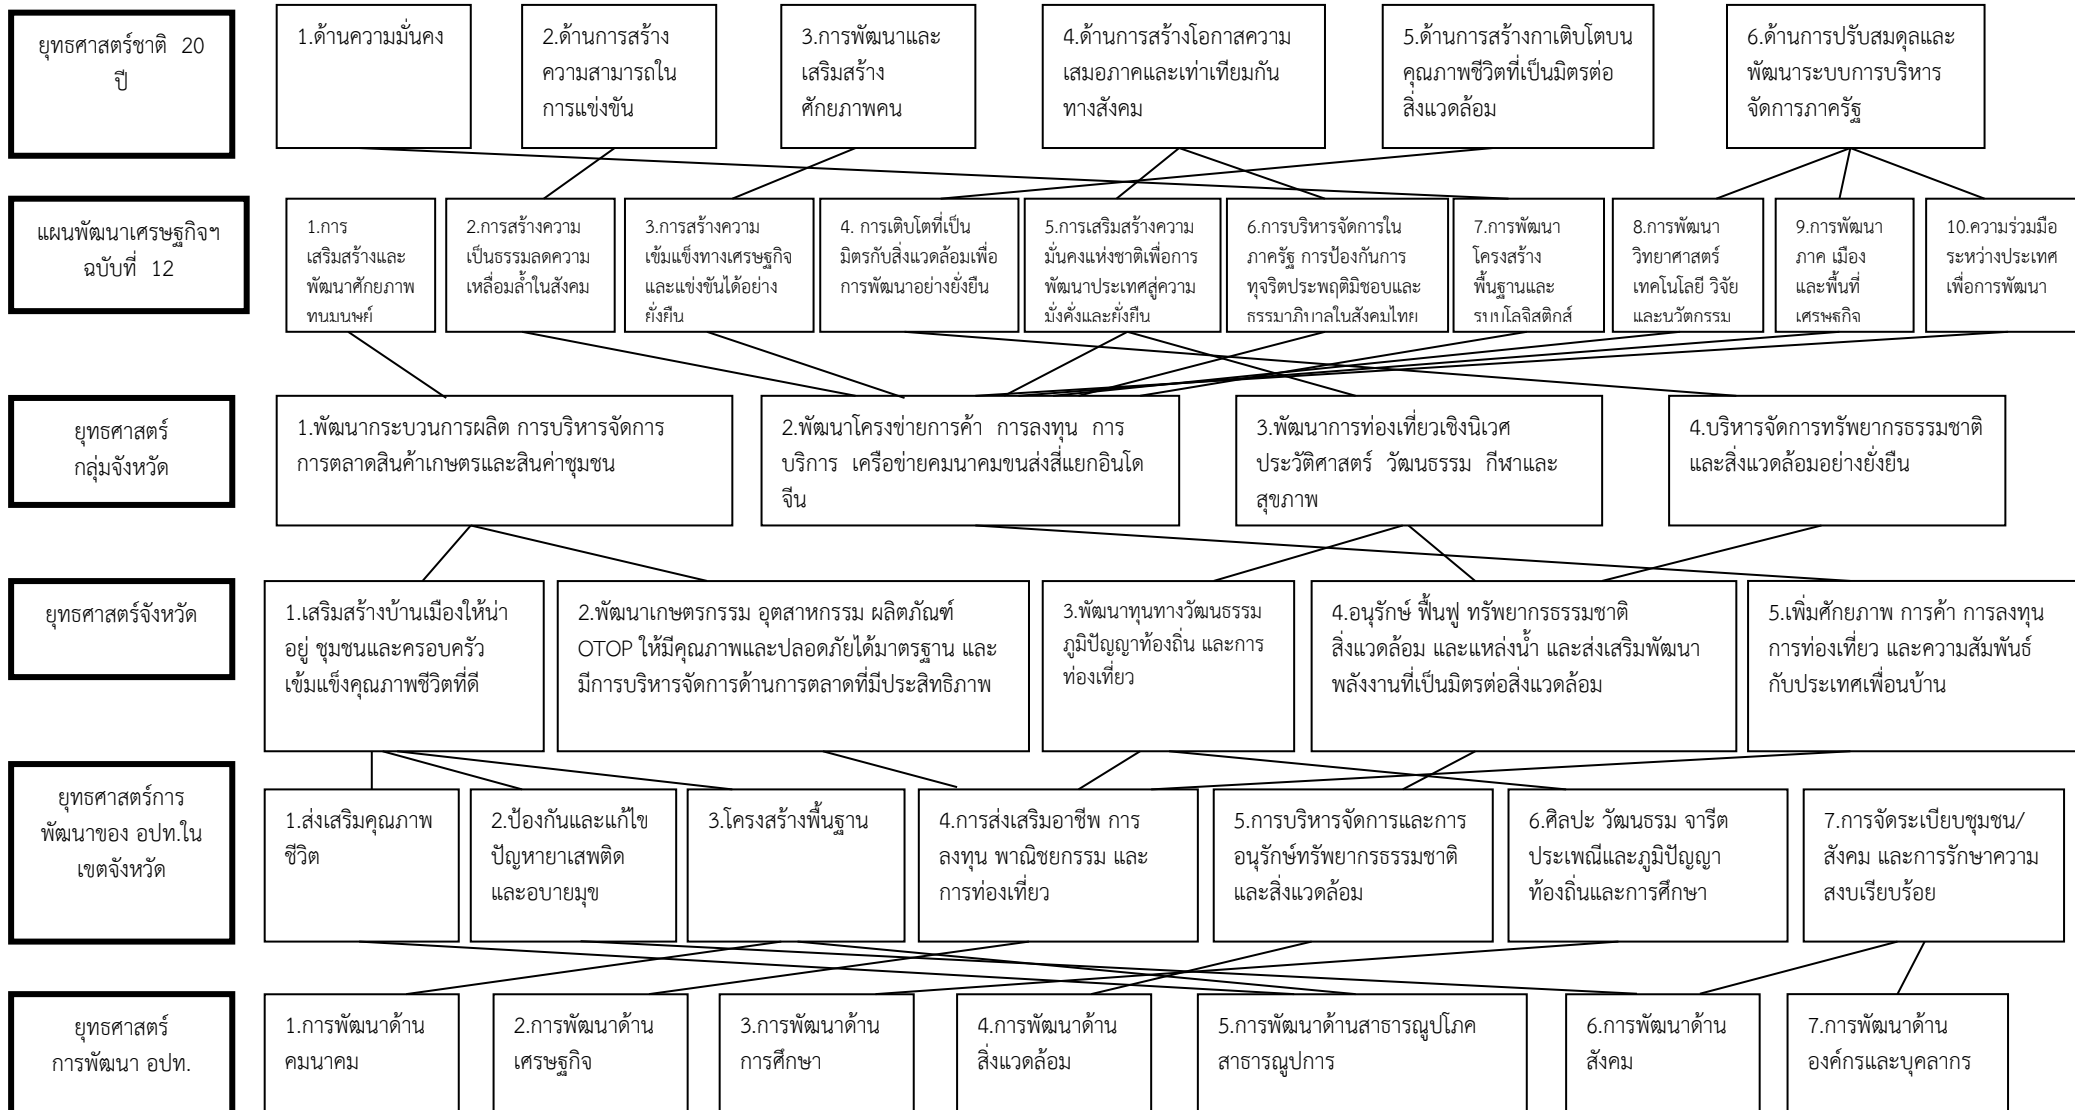 ยุทธศาสตร์ชาติ 20
ปี
1.ด้านความมั่นคง
2.ด้านการสร้าง
ความสามารถใน
การแข่งขัน
3.การพัฒนาและ
เสริมสร้าง
ศักยภาพคน
4.ด้านการสร้างโอกาสความ
เสมอภาคและเท่าเทียมกัน
ทางสังคม
5.ด้านการสร้างกาเติบโตบน
คุณภาพชีวิตที่เป็นมิตรต่อ
สิ่งแวดล้อม
6.ด้านการปรับสมดุลและ
พัฒนาระบบการบริหาร
จัดการภาครัฐ
แผนพัฒนาเศรษฐกิจฯ
ฉบับที่ 12
1.การ
เสริมสร้างและ
พัฒนาศักยภาพ
ทุนมนุษย์
2.การสร้างความ
เป็นธรรมลดความ
เหลื่อมล้ำในสังคม
3.การสร้างความ
เข้มแข็งทางเศรษฐกิจ
และแข่งขันได้อย่าง
ยั่งยืน
4. การเติบโตที่เป็น
มิตรกับสิ่งแวดล้อมเพื่อ
การพัฒนาอย่างยั่งยืน
5.การเสริมสร้างความ
มั่นคงแห่งชาติเพื่อการ
พัฒนาประเทศสู่ความ
มั่งคั่งและยั่งยืน
6.การบริหารจัดการใน
ภาครัฐ การป้องกันการ
ทุจริตประพฤติมิชอบและ
ธรรมาภิบาลในสังคมไทย
7.การพัฒนา
โครงสร้าง
พื้นฐานและ
ระบบโลจิสติกส์
8.การพัฒนา
วิทยาศาสตร์
เทคโนโลยี วิจัย
และนวัตกรรม
9.การพัฒนา
ภาค เมือง
และพื้นที่
เศรษฐกิจ
10.ความร่วมมือ
ระหว่างประเทศ
เพื่อการพัฒนา
ยุทธศาสตร์
กลุ่มจังหวัด
1.พัฒนากระบวนการผลิต การบริหารจัดการ
การตลาดสินค้าเกษตรและสินค่าชุมชน
2.พัฒนาโครงข่ายการค้า การลงทุน การ
บริการ เครือข่ายคมนาคมขนส่งสี่แยกอินโด
จีน
3.พัฒนาการท่องเที่ยวเชิงนิเวศ
ประวัติศาสตร์ วัฒนธรรม กีฬาและ
สุขภาพ
4.บริหารจัดการทรัพยากรธรรมชาติ
และสิ่งแวดล้อมอย่างยั่งยืน
ยุทธศาสตร์จังหวัด
1.เสริมสร้างบ้านเมืองให้น่า
อยู่ ชุมชนและครอบครัว
เข้มแข็งคุณภาพชีวิตที่ดี
2.พัฒนาเกษตรกรรม อุตสาหกรรม ผลิตภัณฑ์
OTOP ให้มีคุณภาพและปลอดภัยได้มาตรฐาน และ
มีการบริหารจัดการด้านการตลาดที่มีประสิทธิภาพ
3.พัฒนาทุนทางวัฒนธรรม
ภูมิปัญญาท้องถิ่น และการ
ท่องเที่ยว
4.อนุรักษ์ ฟื้นฟู ทรัพยากรธรรมชาติ
สิ่งแวดล้อม และแหล่งน้ำ และส่งเสริมพัฒนา
พลังงานที่เป็นมิตรต่อสิ่งแวดล้อม
5.เพิ่มศักยภาพ การค้า การลงทุน
การท่องเที่ยว และความสัมพันธ์
กับประเทศเพื่อนบ้าน
ยุทธศาสตร์การ
พัฒนาของ อปท.ใน
เขตจังหวัด
1.ส่งเสริมคุณภาพ
ชีวิต
2.ป้องกันและแก้ไข
ปัญหายาเสพติด
และอบายมุข
3.โครงสร้างพื้นฐาน
4.การส่งเสริมอาชีพ การ
ลงทุน พาณิชยกรรม และ
การท่องเที่ยว
5.การบริหารจัดการและการ
อนุรักษ์ทรัพยากรธรรมชาติ
และสิ่งแวดล้อม
6.ศิลปะ วัฒนธรม จารีต
ประเพณีและภูมิปัญญา
ท้องถิ่นและการศึกษา
7.การจัดระเบียบชุมชน/
สังคม และการรักษาความ
สงบเรียบร้อย
ยุทธศาสตร์
การพัฒนา อปท.
1.การพัฒนาด้าน
คมนาคม
2.การพัฒนาด้าน
เศรษฐกิจ
3.การพัฒนาด้าน
การศึกษา
4.การพัฒนาด้าน
สิ่งแวดล้อม
5.การพัฒนาด้านสาธารณูปโภค
สาธารณูปการ
6.การพัฒนาด้าน
สังคม
7.การพัฒนาด้าน
องค์กรและบุคลากร